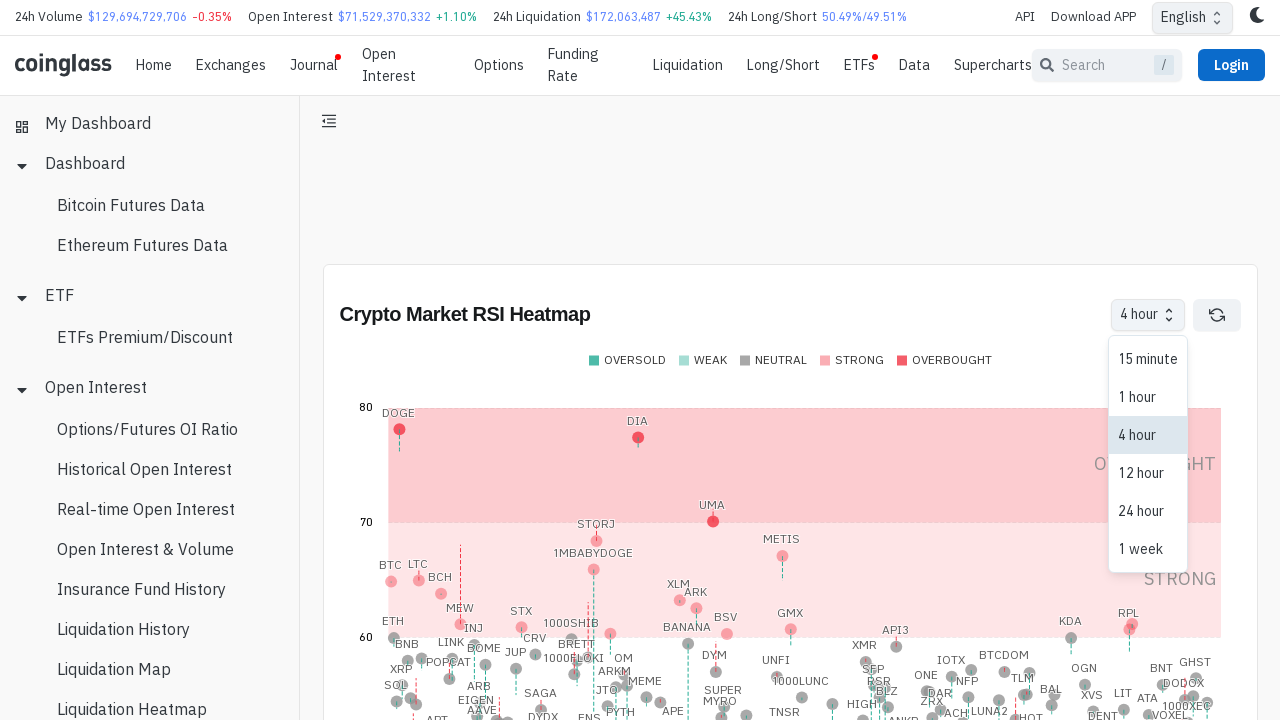 24h Volume $129,694,729,706 -0.35% Open Interest $71,529,370,332 +1.10% 24h Liquidation $172,063,487 +45.43% 24h Long/Short 50.49%/49.51% API Download APP English
coinglass Home Exchanges Journal Open Interest Options Funding Rate Liquidation Long/Short ETFs Data Supercharts Search / Login
My Dashboard
Dashboard
Bitcoin Futures Data
Ethereum Futures Data
ETF
ETFs Premium/Discount
Open Interest
Options/Futures OI Ratio
Historical Open Interest
Real-time Open Interest
Open Interest & Volume
Insurance Fund History
Liquidation History
Liquidation Map
Liquidation Heatmap
Crypto Market RSI Heatmap 4 hour
15 minute
1 hour
4 hour
12 hour
24 hour
1 week
OVERSOLD WEAK NEUTRAL STRONG OVERBOUGHT
80
DOGE
DIA
70
UMA
STORJ
METIS
1MBABYDOGE
BTC LTC
BCH
STRONG
XLM
ARK
MEW
STX
GMX
RPL
BSV
ETH
1000SHIB
KDA
INJ
BANANA
API3
60
CRV
BNB
LINK
BRETT
BOME
XMR
JUP
DYM
BTCDOM
1000FLOKI OM
POPCAT
UNFI
IOTX
GHST
XRP
ARKM
SFP
OGN
BNT
ONE
TLM
SOL
ARB
JTO
MEME
1000LUNC
RSR
NFP
DODOX
SAGA
SUPER
BLZ
DAR
BAL
XVS
LIT
EIGEN
MYRO
HIGH
ZRX
ATA
1000XEC
AAVE
PYTH
APE
TNSR
ACH
LUNA2
DYDX
ENS
HOT
DENT
VOXEL
APT
ANKR